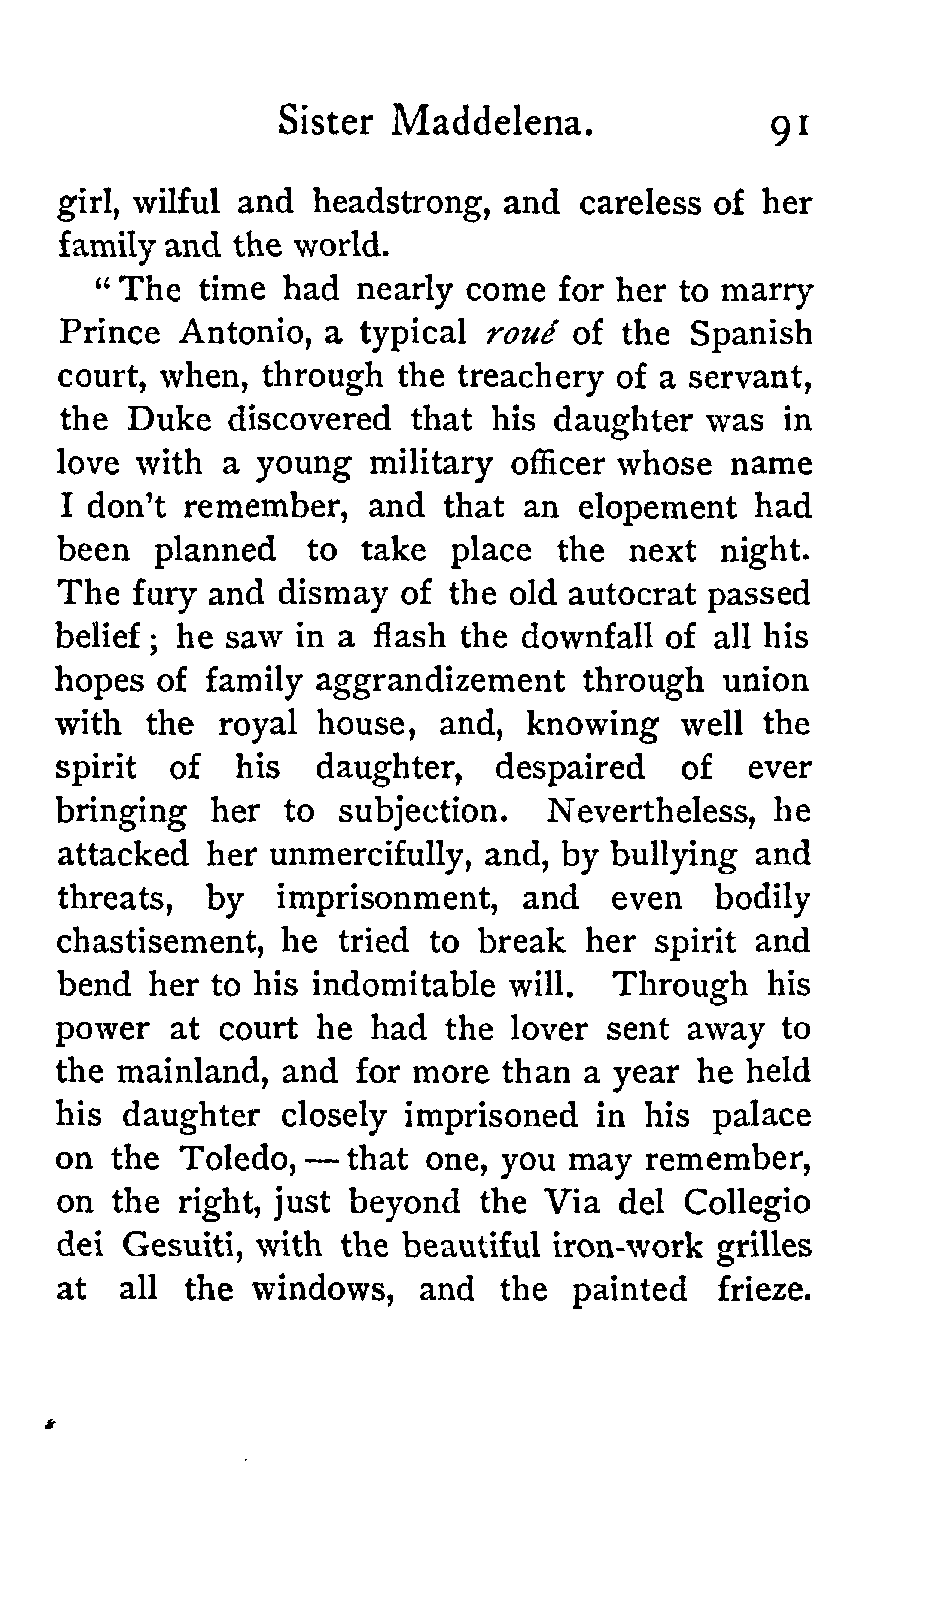 Sister Maddelena. 91
girl, wilful and headstrong, and careless of her
family and the world.
" The time had nearly come for her to marry
Prince Antonio, a typical roué of the Spanish
court, when, through the treachery of a servant,
the Duke discovered that his daughter was in
love with a young military officer whose name
I don't remember, and that an elopement had
been planned to take place the next night.
The fury and dismay of the old autocrat passed
belief ; he saw in a flash the downfall of all his
hopes of family aggrandizement through union
with the royal house, and, knowing well the
spirit of his daughter, despaired of ever
bringing her to subjection. Nevertheless, he
attacked her unmercifully, and, by bullying and
threats, by imprisonment, and even bodily
chastisement, he tried to break her spirit and
bend her to his indomitable will. Through his
power at court he had the lover sent away to
the mainland, and for more than a year he held
his daughter closely imprisoned in his palace
on the Toledo, — that one, you may remember,
on the right, just beyond the Via del Collegio
dei Gesuiti, with the beautiful iron-work grilles
at all the windows, and the painted frieze.